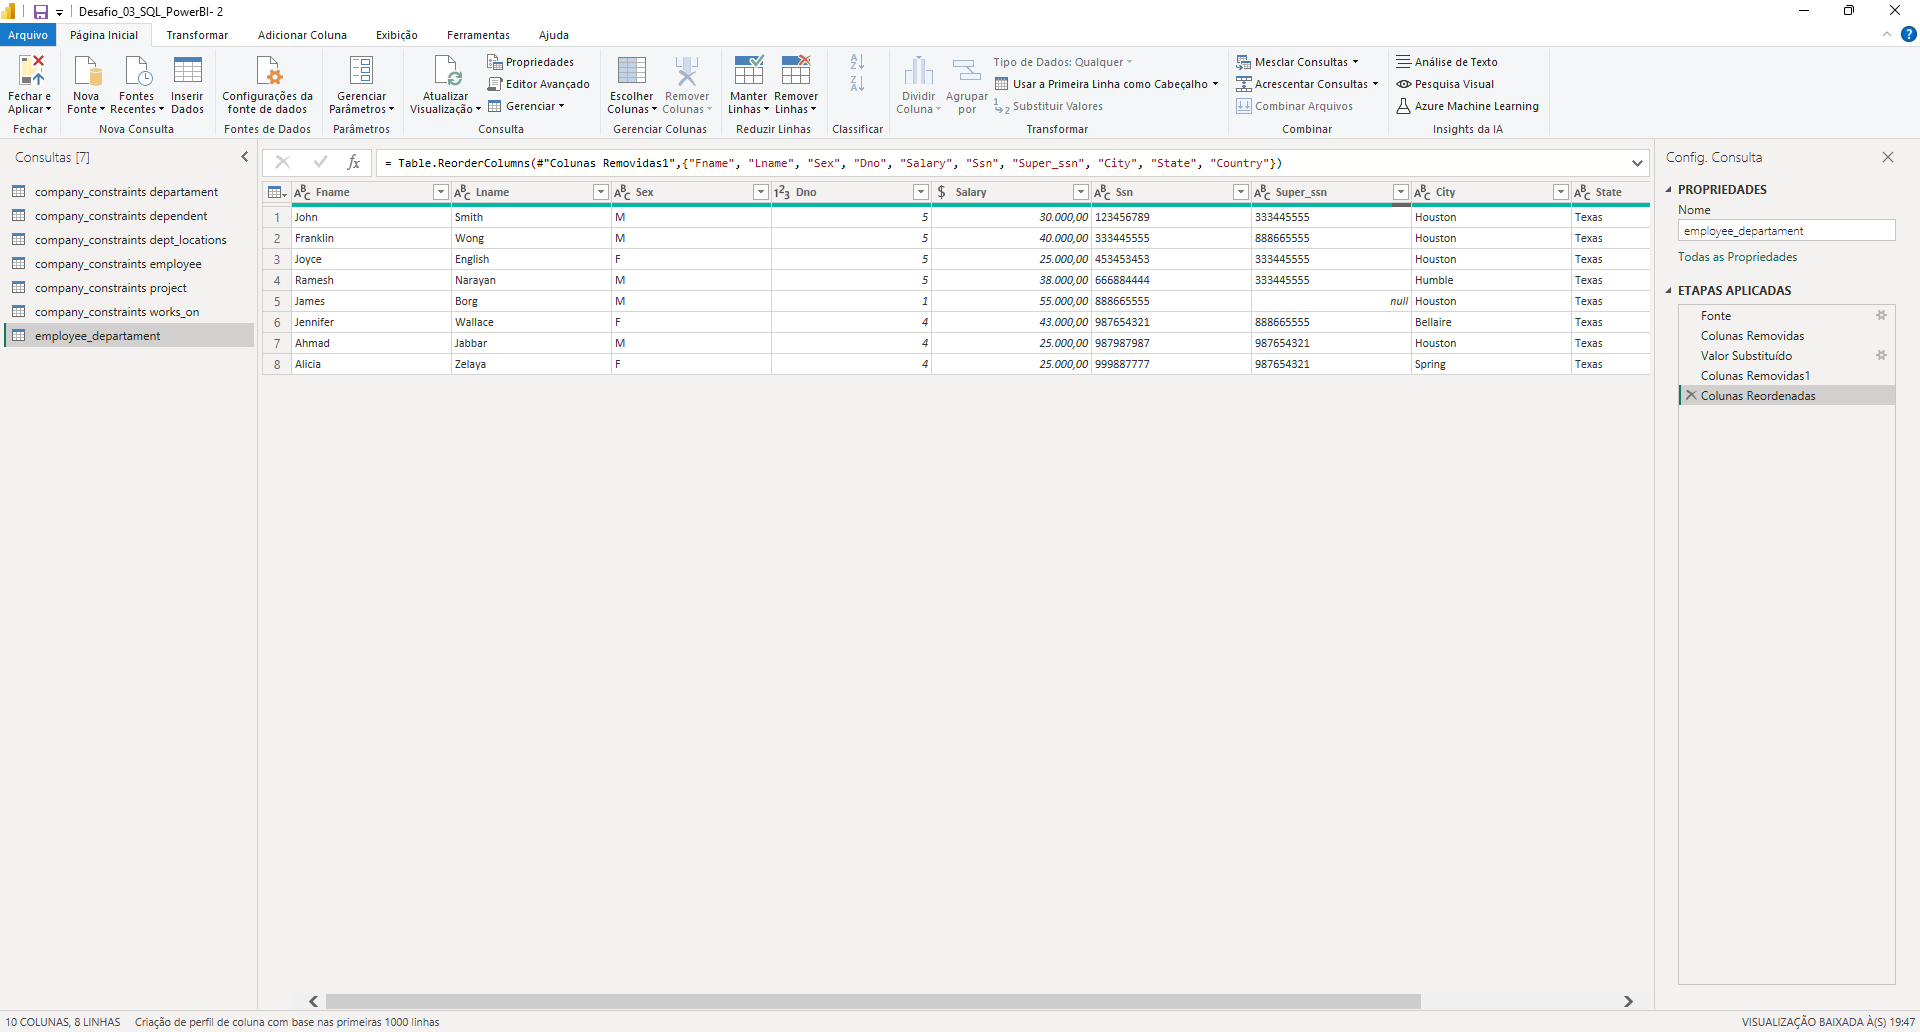 Desafio_03_SQL_PowerBI- 2
Arquivo Página Inicial Transformar Adicionar Coluna Exibição Ferramentas Ajuda
Fechar e Aplicar
Fechar
Nova Fonte
Fontes Recentes
Inserir Dados
Nova Consulta
Configurações da fonte de dados
Fontes de Dados
Gerenciar Parâmetros
Parâmetros
Atualizar Visualização
Propriedades
Editor Avançado
Gerenciar
Consulta
Escolher Colunas
Remover Colunas
Gerenciar Colunas
Manter Linhas
Remover Linhas
Reduzir Linhas
Classificar
Dividir Coluna
Agrupar por
Tipo de Dados: Qualquer
Usar a Primeira Linha como Cabeçalho
Substituir Valores
Transformar
Mesclar Consultas
Acrescentar Consultas
Combinar Arquivos
Combinar
Análise de Texto
Pesquisa Visual
Azure Machine Learning
Insights da IA
Consultas [7]
company_constraints departament
company_constraints dependent
company_constraints dept_locations
company_constraints employee
company_constraints project
company_constraints works_on
employee_departament
= Table.ReorderColumns(#"Colunas Removidas1",{"Fname", "Lname", "Sex", "Dno", "Salary", "Ssn", "Super_ssn", "City", "State", "Country"})
Fname Lname Sex Dno Salary Ssn Super_ssn City State
1 John Smith M 5 30.000,00 123456789 333445555 Houston Texas
2 Franklin Wong M 5 40.000,00 333445555 888665555 Houston Texas
3 Joyce English F 5 25.000,00 453453453 333445555 Houston Texas
4 Ramesh Narayan M 5 38.000,00 666884444 333445555 Humble Texas
5 James Borg M 1 55.000,00 888665555 null Houston Texas
6 Jennifer Wallace F 4 43.000,00 987654321 888665555 Bellaire Texas
7 Ahmad Jabbar M 4 25.000,00 987987987 987654321 Houston Texas
8 Alicia Zelaya F 4 25.000,00 999887777 987654321 Spring Texas
Config. Consulta
PROPRIEDADES
Nome
employee_departament
Todas as Propriedades
ETAPAS APLICADAS
Fonte
Colunas Removidas
Valor Substituído
Colunas Removidas1
Colunas Reordenadas
10 COLUNAS, 8 LINHAS Criação de perfil de coluna com base nas primeiras 1000 linhas
VISUALIZAÇÃO BAIXADA À(S) 19:47